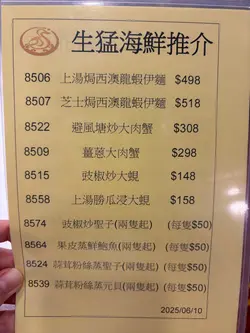 生猛海鮮推介
8506 上湯焗西澳龍蝦伊麵 $498
8507 芝士焗西澳龍蝦伊麵 $518
8522 避風塘炒大肉蟹 $308
8509 薑蔥大肉蟹 $298
8515 豉椒炒大蜆 $148
8558 上湯勝瓜浸大蜆 $158
8574 豉椒炒聖子(兩隻起) (每隻$50)
8564 果皮蒸鮮鮑魚(兩隻起) (每隻$50)
8524 蒜茸粉絲蒸聖子(兩隻起) (每隻$50)
8539 蒜茸粉絲蒸元貝(兩隻起) (每隻$50)
2025/06/10